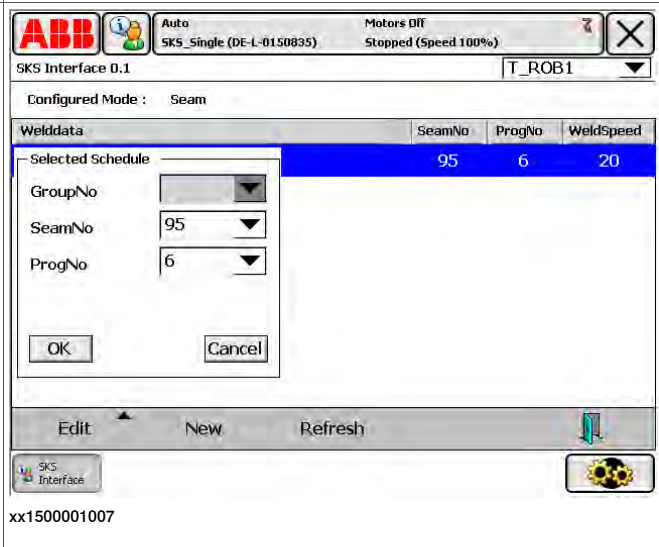 ABB
Auto Motors Off
SKS_Single (DE-L-0150835) Stopped (Speed 100%)
SKS Interface 0.1 T_ROB1
Configured Mode : Seam
Welddata SeamNo ProgNo WeldSpeed
95 6 20
Selected Schedule
GroupNo
SeamNo 95
ProgNo 6
OK Cancel
Edit New Refresh
SKS
Interface
xx1500001007